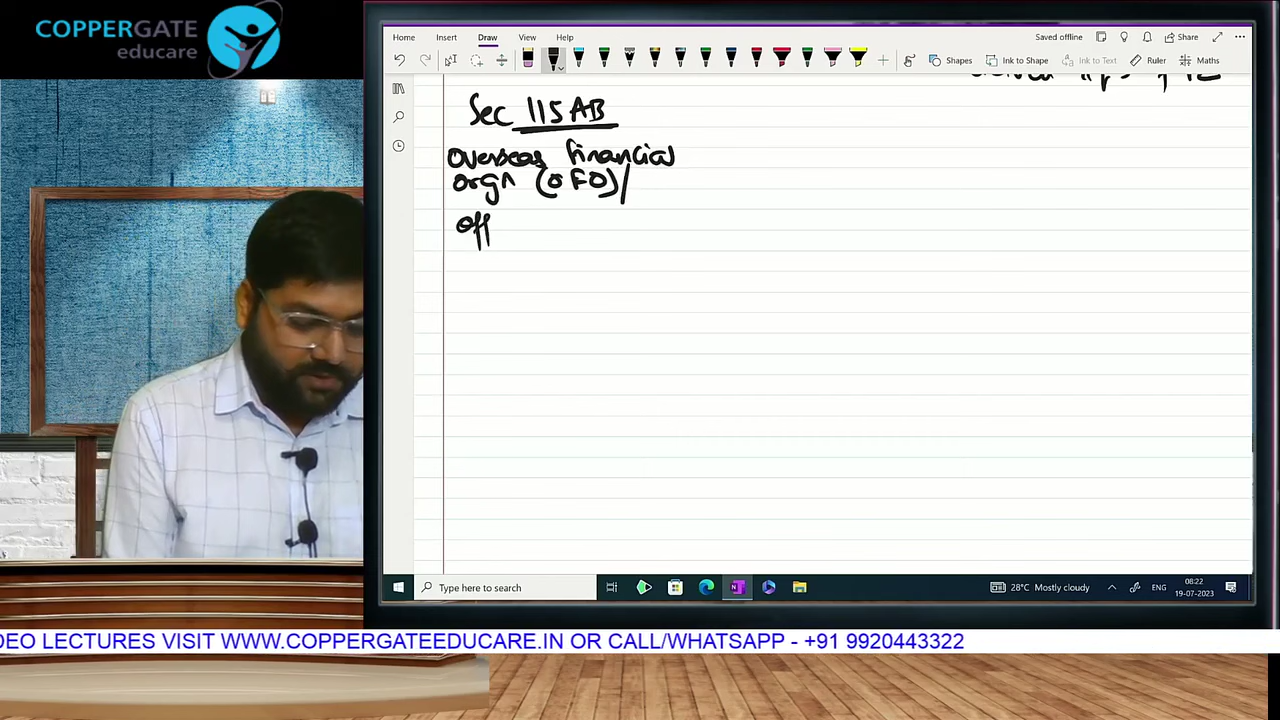 COPPERGATE
educare
Home Insert Draw View Help
Saved offline
Share
Shapes
Ink to Shape
Ink to Text
Ruler
Maths
Sec 115AB
Overseas financial
orgn (OFO)/
Off
Type here to search
28°C Mostly cloudy
ENG
08:22
19-07-2023
DEO LECTURES VISIT WWW.COPPERGATEEDUCARE.IN OR CALL/WHATSAPP - +91 9920443322